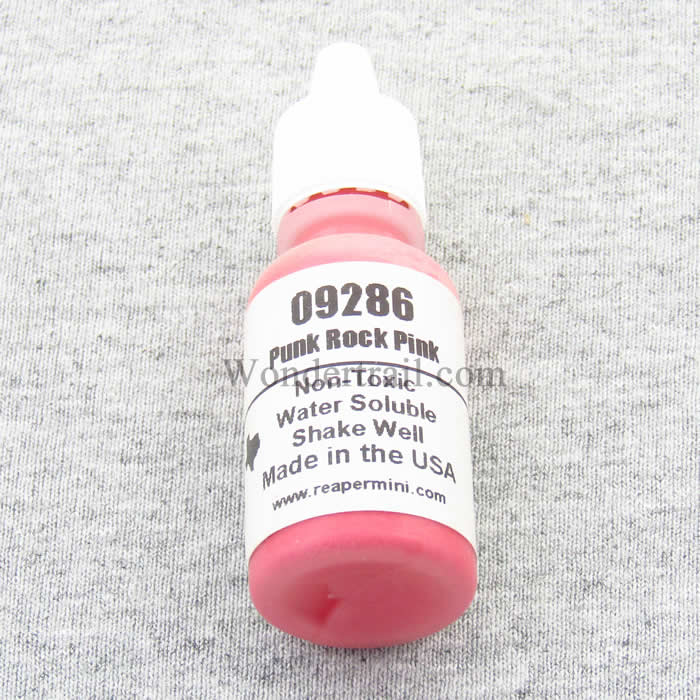 09286
Punk Rock Pink
Wondertrail.com
Non-Toxic
Water Soluble
Shake Well
Made in the USA
www.reapermini.com